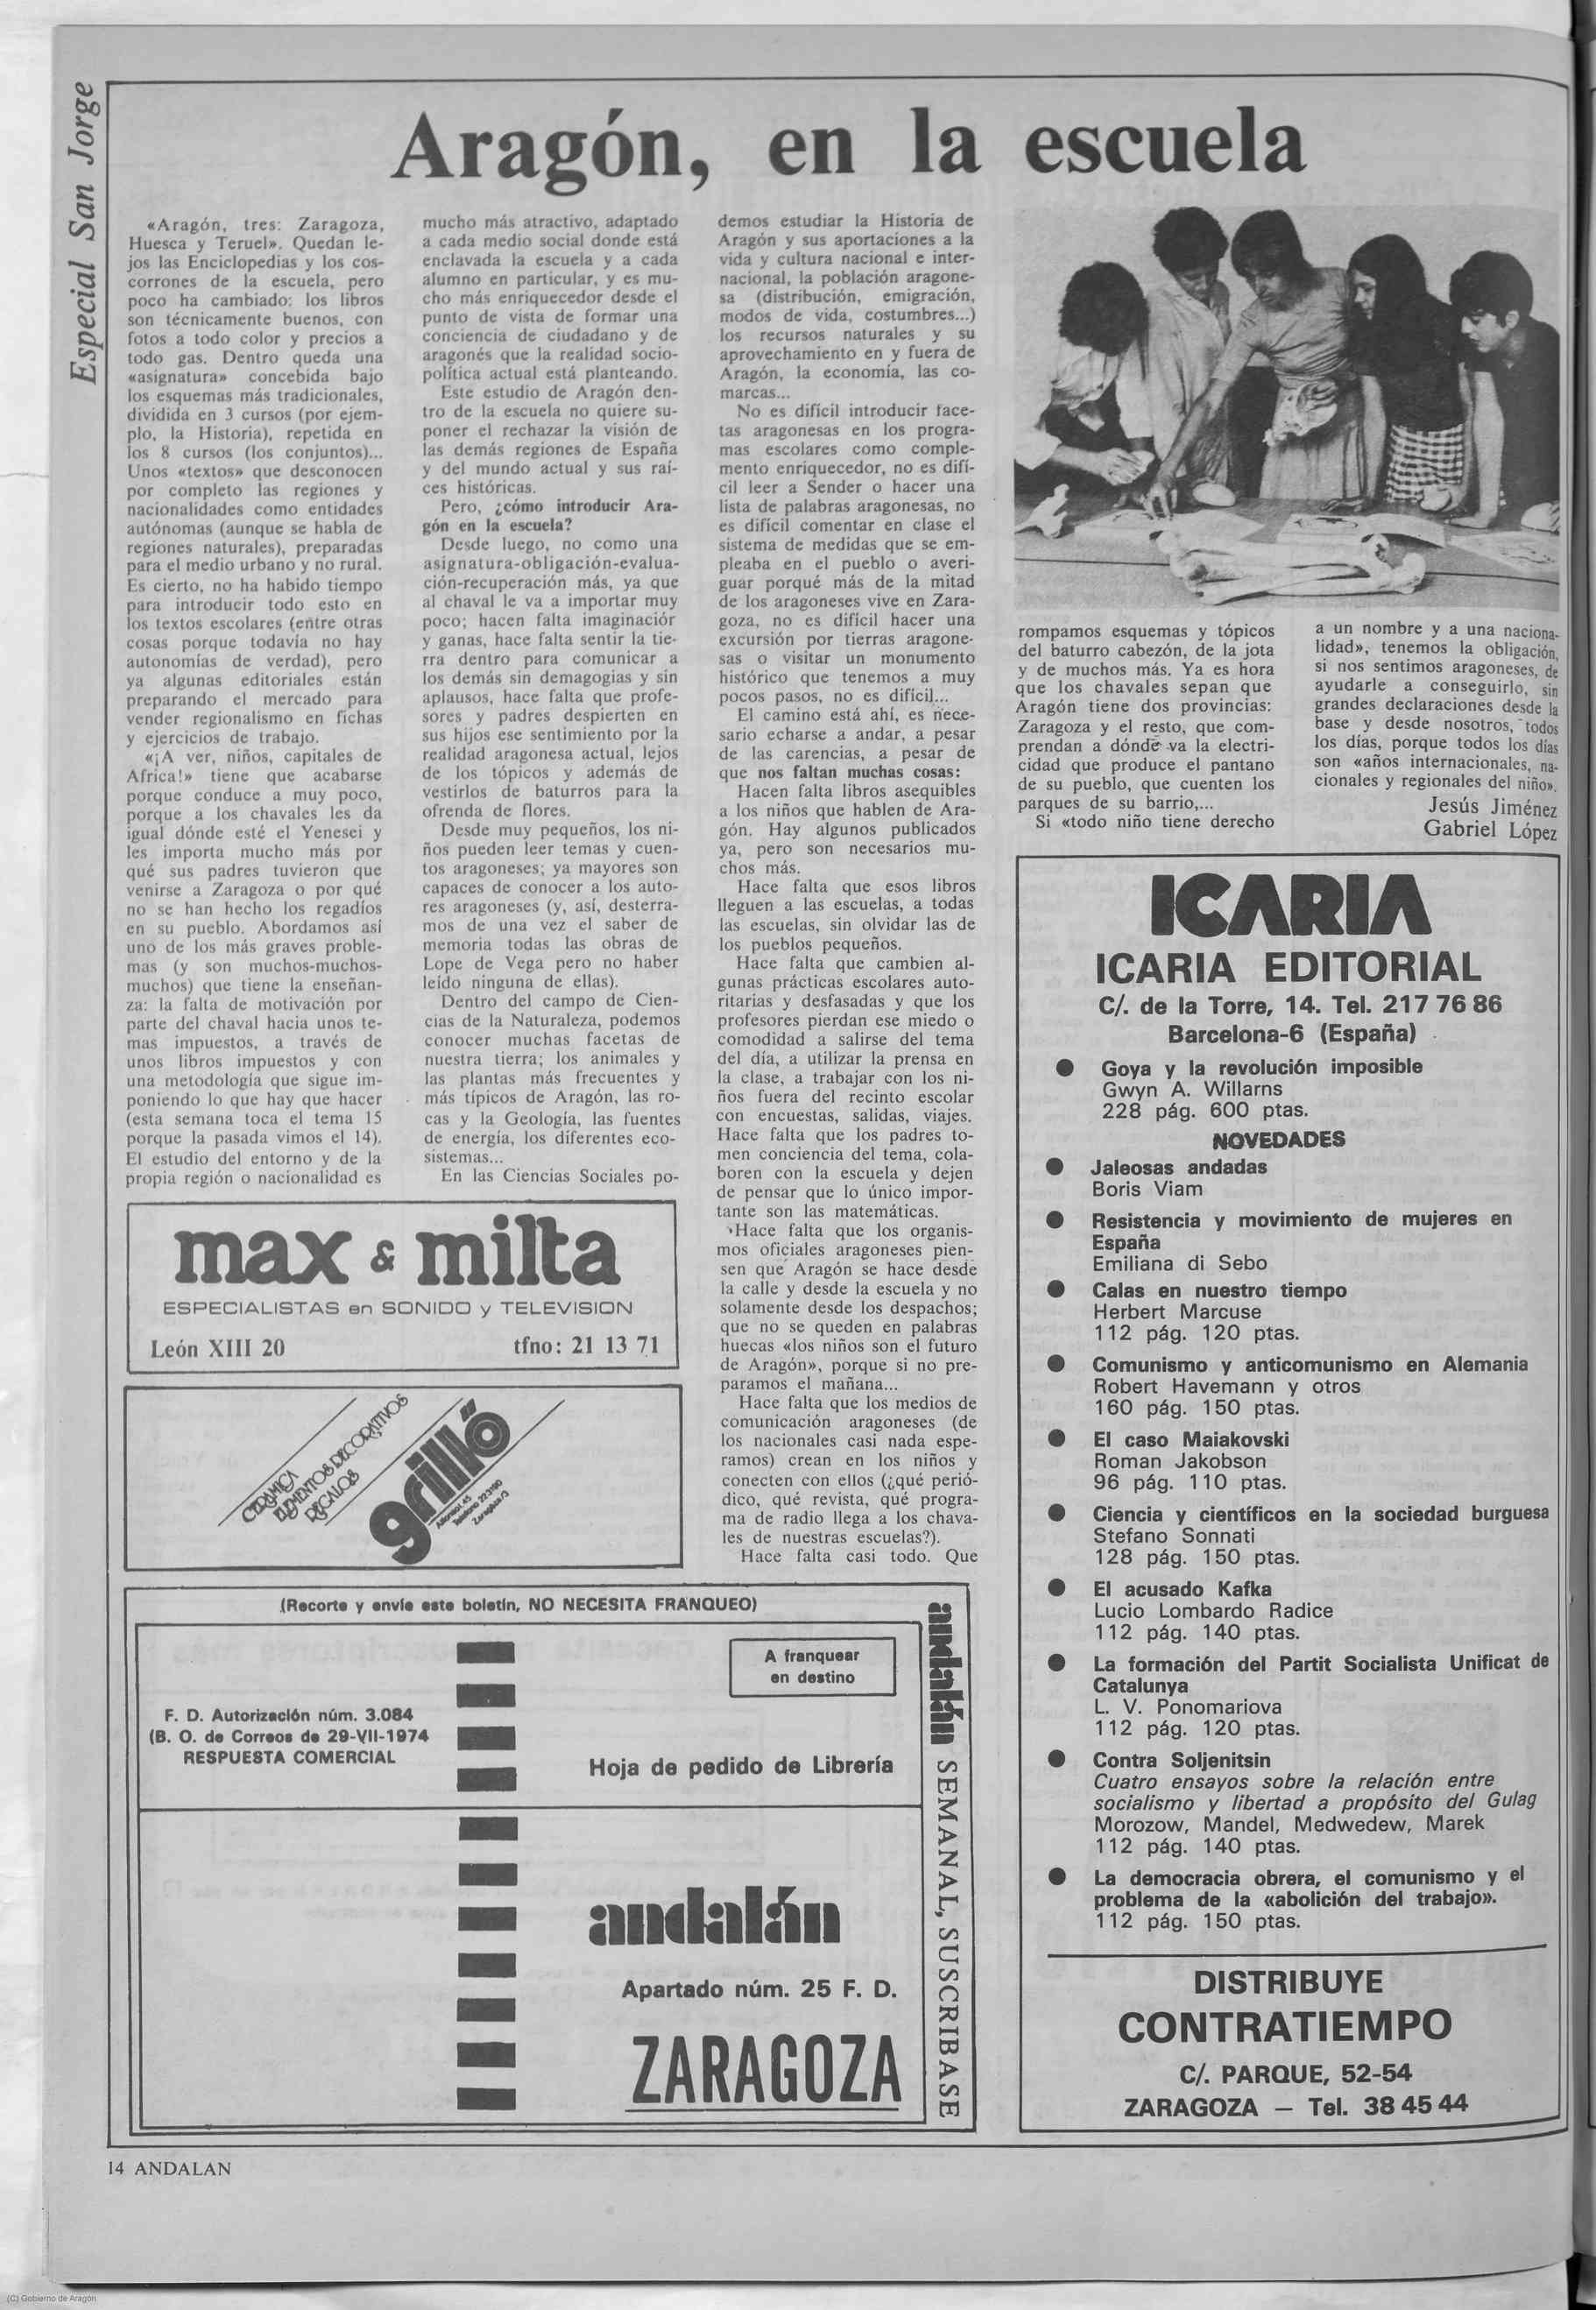 Especial San Jorge
Aragón, en la escuela
«Aragón, tres: Zaragoza,
Huesca y Teruel». Quedan le-
jos las Enciclopedias y los cos-
corrones de la escuela, pero
poco ha cambiado: los libros
son técnicamente buenos, con
fotos a todo color y precios a
todo gas. Dentro queda una
«asignatura» concebida bajo
los esquemas más tradicionales,
dividida en 3 cursos (por ejem-
plo, la Historia), repetida en
los 8 cursos (los conjuntos)...
Unos «textos» que desconocen
por completo las regiones y
nacionalidades como entidades
autónomas (aunque se habla de
regiones naturales), preparadas
para el medio urbano y no rural.
Es cierto, no ha habido tiempo
para introducir todo esto en
los textos escolares (entre otras
cosas porque todavía no hay
autonomías de verdad), pero
ya algunas editoriales están
preparando el mercado para
vender regionalismo en fichas
y ejercicios de trabajo.
«¡A ver, niños, capitales de
Africa!» tiene que acabarse
porque conduce a muy poco,
porque a los chavales les da
igual dónde esté el Yenesei y
les importa mucho más por
qué sus padres tuvieron que
venirse a Zaragoza o por qué
no se han hecho los regadíos
en su pueblo. Abordamos así
uno de los más graves proble-
mas (y son muchos-muchos-
muchos) que tiene la enseñan-
za: la falta de motivación por
parte del chaval hacia unos te-
mas impuestos, a través de
unos libros impuestos y con
una metodología que sigue im-
poniendo lo que hay que hacer
(esta semana toca el tema 15
porque la pasada vimos el 14).
El estudio del entorno y de la
propia región o nacionalidad es
mucho más atractivo, adaptado
a cada medio social donde está
enclavada la escuela y a cada
alumno en particular, y es mu-
cho más enriquecedor desde el
punto de vista de formar una
conciencia de ciudadano y de
aragonés que la realidad socio-
política actual está planteando.
Este estudio de Aragón den-
tro de la escuela no quiere su-
poner el rechazar la visión de
las demás regiones de España
y del mundo actual y sus raí-
ces históricas.
Pero, ¿cómo introducir Ara-
gón en la escuela?
Desde luego, no como una
asignatura-obligación-evalua-
ción-recuperación más, ya que
al chaval le va a importar muy
poco; hacen falta imaginación
y ganas, hace falta sentir la tie-
rra dentro para comunicar a
los demás sin demagogias y sin
aplausos, hace falta que profe-
sores y padres despierten en
sus hijos ese sentimiento por la
realidad aragonesa actual, lejos
de los tópicos y además de
vestirlos de baturros para la
ofrenda de flores.
Desde muy pequeños, los ni-
ños pueden leer temas y cuen-
tos aragoneses; ya mayores son
capaces de conocer a los auto-
res aragoneses (y, así, desterra-
mos de una vez el saber de
memoria todas las obras de
Lope de Vega pero no haber
leído ninguna de ellas).
Dentro del campo de Cien-
cias de la Naturaleza, podemos
conocer muchas facetas de
nuestra tierra; los animales y
las plantas más frecuentes y
más típicos de Aragón, las ro-
cas y la Geología, las fuentes
de energía, los diferentes eco-
sistemas...
En las Ciencias Sociales po-
demos estudiar la Historia de
Aragón y sus aportaciones a la
vida y cultura nacional e inter-
nacional, la población aragone-
sa (distribución, emigración,
modos de vida, costumbres...)
los recursos naturales y su
aprovechamiento en y fuera de
Aragón, la economía, las co-
marcas...
No es difícil introducir face-
tas aragonesas en los progra-
mas escolares como comple-
mento enriquecedor, no es difí-
cil leer a Sender o hacer una
lista de palabras aragonesas, no
es difícil comentar en clase el
sistema de medidas que se em-
pleaba en el pueblo o averi-
guar porqué más de la mitad
de los aragoneses vive en Zara-
goza, no es difícil hacer una
excursión por tierras aragone-
sas o visitar un monumento
histórico que tenemos a muy
pocos pasos, no es difícil...
El camino está ahí, es nece-
sario echarse a andar, a pesar
de las carencias, a pesar de
que nos faltan muchas cosas:
Hacen falta libros asequibles
a los niños que hablen de Ara-
gón. Hay algunos publicados
ya, pero son necesarios mu-
chos más.
Hace falta que esos libros
lleguen a las escuelas, a todas
las escuelas, sin olvidar las de
los pueblos pequeños.
Hace falta que cambien al-
gunas prácticas escolares auto-
ritarias y desfasadas y que los
profesores pierdan ese miedo o
comodidad a salirse del tema
del día, a utilizar la prensa en
la clase, a trabajar con los ni-
ños fuera del recinto escolar
con encuestas, salidas, viajes.
Hace falta que los padres to-
men conciencia del tema, cola-
boren con la escuela y dejen
de pensar que lo único impor-
tante son las matemáticas.
Hace falta que los organis-
mos oficiales aragoneses pien-
sen que Aragón se hace desde
la calle y desde la escuela y no
solamente desde los despachos;
que no se queden en palabras
huecas «los niños son el futuro
de Aragón», porque si no pre-
paramos el mañana...
Hace falta que los medios de
comunicación aragoneses (de
los nacionales casi nada espe-
ramos) crean en los niños y
conecten con ellos (¿qué perió-
dico, qué revista, qué progra-
ma de radio llega a los chava-
les de nuestras escuelas?).
Hace falta casi todo. Que
rompamos esquemas y tópicos
del baturro cabezón, de la jota
y de muchos más. Ya es hora
que los chavales sepan que
Aragón tiene dos provincias:
Zaragoza y el resto, que com-
prendan a dónde va la electri-
cidad que produce el pantano
de su pueblo, que cuenten los
parques de su barrio,...
Si «todo niño tiene derecho
a un nombre y a una naciona-
lidad», tenemos la obligación,
si nos sentimos aragoneses, de
ayudarle a conseguirlo, sin
grandes declaraciones desde la
base y desde nosotros, todos
los días, porque todos los días
son «años internacionales, na-
cionales y regionales del niño».
Jesús Jiménez
Gabriel López
max & milta
ESPECIALISTAS en SONIDO y TELEVISION
León XIII 20 tfno: 21 13 71
CERAMICA
ELEMENTOS DECORATIVOS
REGALOS
grilló
Zaragoza
(Recorte y envíe este boletín, NO NECESITA FRANQUEO)
A franquear
en destino
F. D. Autorización núm. 3.084
(B. O. de Correos de 29-VII-1974
RESPUESTA COMERCIAL
Hoja de pedido de Librería
andalán
Apartado núm. 25 F. D.
ZARAGOZA
andalán SEMANAL, SUSCRIBASE
ICARIA
ICARIA EDITORIAL
C/. de la Torre, 14. Tel. 217 76 86
Barcelona-6 (España)
● Goya y la revolución imposible
Gwyn A. Willarns
228 pág. 600 ptas.
NOVEDADES
● Jaleosas andadas
Boris Viam
● Resistencia y movimiento de mujeres en
España
Emiliana di Sebo
● Calas en nuestro tiempo
Herbert Marcuse
112 pág. 120 ptas.
● Comunismo y anticomunismo en Alemania
Robert Havemann y otros
160 pág. 150 ptas.
● El caso Maiakovski
Roman Jakobson
96 pág. 110 ptas.
● Ciencia y científicos en la sociedad burguesa
Stefano Sonnati
128 pág. 150 ptas.
● El acusado Kafka
Lucio Lombardo Radice
112 pág. 140 ptas.
● La formación del Partit Socialista Unificat de
Catalunya
L. V. Ponomariova
112 pág. 120 ptas.
● Contra Soljenitsin
Cuatro ensayos sobre la relación entre
socialismo y libertad a propósito del Gulag
Morozow, Mandel, Medwedew, Marek
112 pág. 140 ptas.
● La democracia obrera, el comunismo y el
problema de la «abolición del trabajo».
112 pág. 150 ptas.
DISTRIBUYE
CONTRATIEMPO
C/. PARQUE, 52-54
ZARAGOZA — Tel. 38 45 44
14 ANDALAN
(C) Gobierno de Aragón